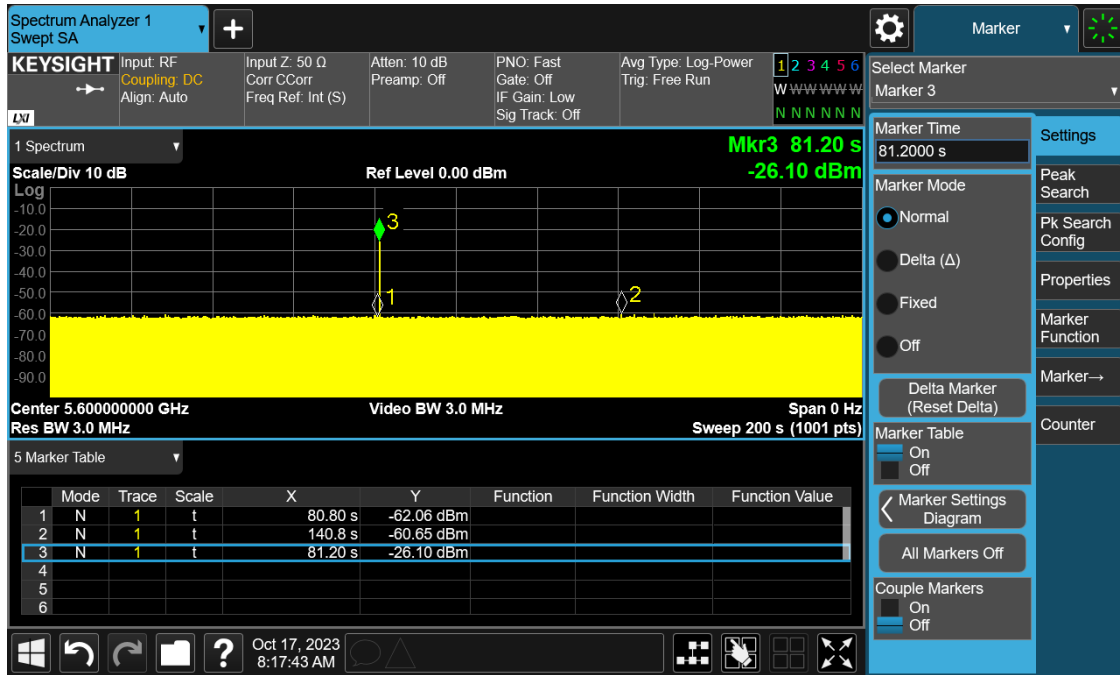 Spectrum Analyzer 1
Swept SA
Marker
KEYSIGHT
LXI
Input: RF
Coupling: DC
Align: Auto
Input Z: 50 Ω
Corr CCorr
Freq Ref: Int (S)
Atten: 10 dB
Preamp: Off
PNO: Fast
Gate: Off
IF Gain: Low
Sig Track: Off
Avg Type: Log-Power
Trig: Free Run
1 2 3 4 5 6
W W W W W W
N N N N N N
Select Marker
Marker 3
1 Spectrum
Mkr3 81.20 s
-26.10 dBm
Scale/Div 10 dB
Ref Level 0.00 dBm
Log
-10.0
-20.0
-30.0
-40.0
-50.0
-60.0
-70.0
-80.0
-90.0
3
1
2
Center 5.600000000 GHz
Video BW 3.0 MHz
Span 0 Hz
Res BW 3.0 MHz
Sweep 200 s (1001 pts)
5 Marker Table
Mode Trace Scale X Y Function Function Width Function Value
1 N 1 t 80.80 s -62.06 dBm
2 N 1 t 140.8 s -60.65 dBm
3 N 1 t 81.20 s -26.10 dBm
4
5
6
Marker Time
81.2000 s
Marker Mode
Normal
Delta (Δ)
Fixed
Off
Delta Marker
(Reset Delta)
Marker Table
On
Off
Marker Settings
Diagram
All Markers Off
Couple Markers
On
Off
Settings
Peak
Search
Pk Search
Config
Properties
Marker
Function
Marker→
Counter
?
Oct 17, 2023
8:17:43 AM